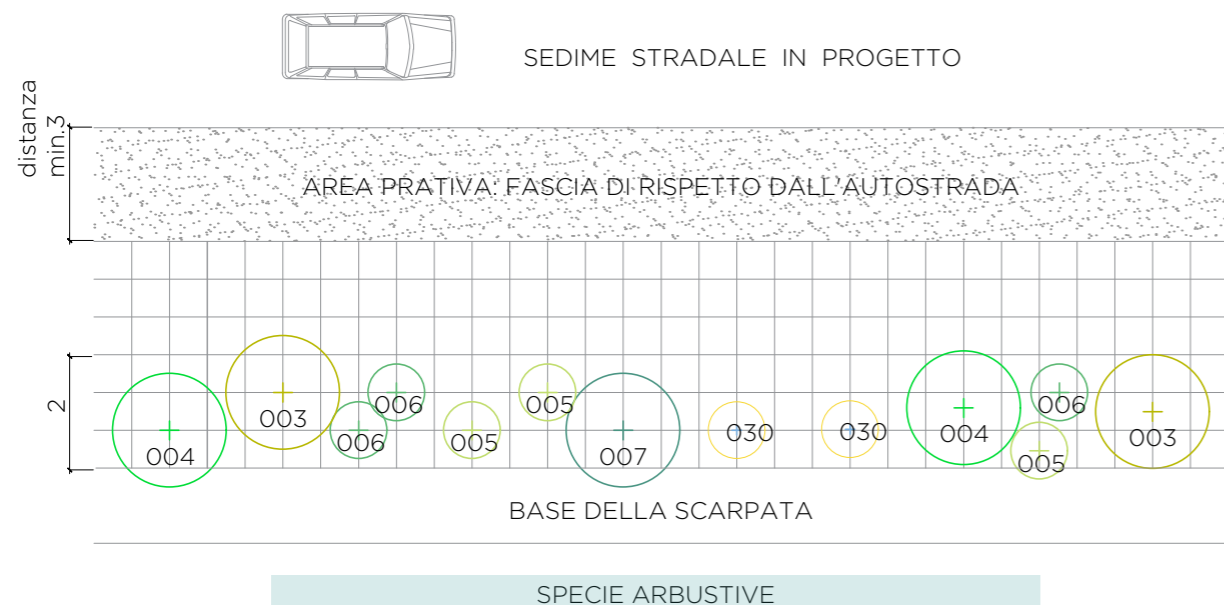 SEDIME STRADALE IN PROGETTO
distanza
min.3
AREA PRATIVA: FASCIA DI RISPETTO DALL'AUTOSTRADA
2
004
003
006
006
005
005
007
030
030
004
005
006
003
BASE DELLA SCARPATA
SPECIE ARBUSTIVE